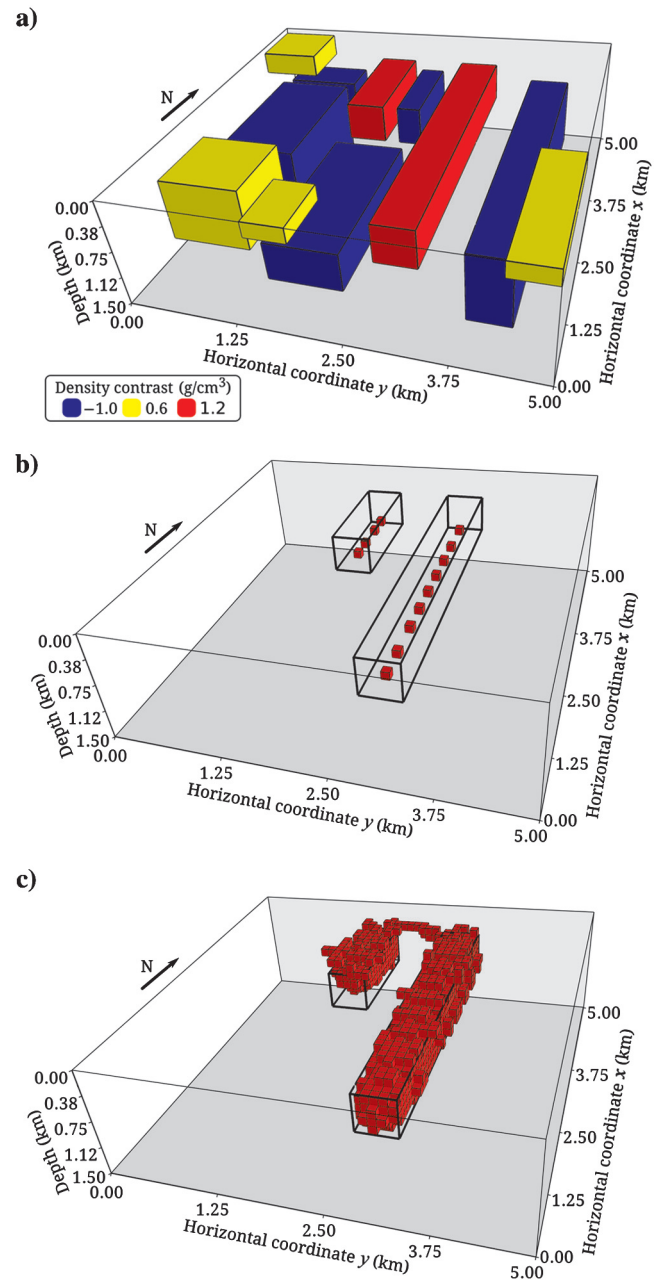 a)
N
0.00
0.38
0.75
1.12
1.50
Depth (km)
0.00
1.25
2.50
3.75
5.00
Horizontal coordinate y (km)
0.00
1.25
2.50
3.75
5.00
Horizontal coordinate x (km)
Density contrast (g/cm³)
−1.0 0.6 1.2
b)
N
0.00
0.38
0.75
1.12
1.50
Depth (km)
0.00
1.25
2.50
3.75
5.00
Horizontal coordinate y (km)
0.00
1.25
2.50
3.75
5.00
Horizontal coordinate x (km)
c)
N
0.00
0.38
0.75
1.12
1.50
Depth (km)
0.00
1.25
2.50
3.75
5.00
Horizontal coordinate y (km)
0.00
1.25
2.50
3.75
5.00
Horizontal coordinate x (km)